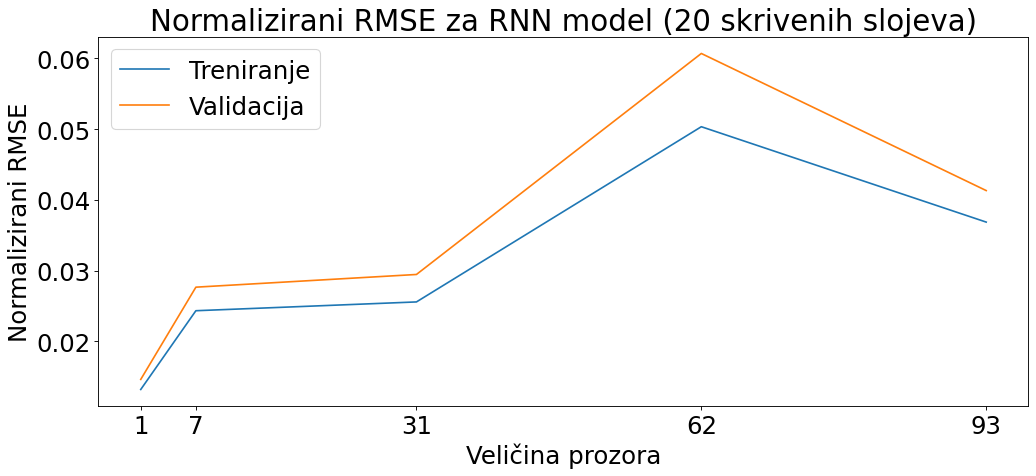 Normalizirani RMSE za RNN model (20 skrivenih slojeva)
Treniranje
Validacija
Normalizirani RMSE
0.06
0.05
0.04
0.03
0.02
1 7 31 62 93
Veličina prozora